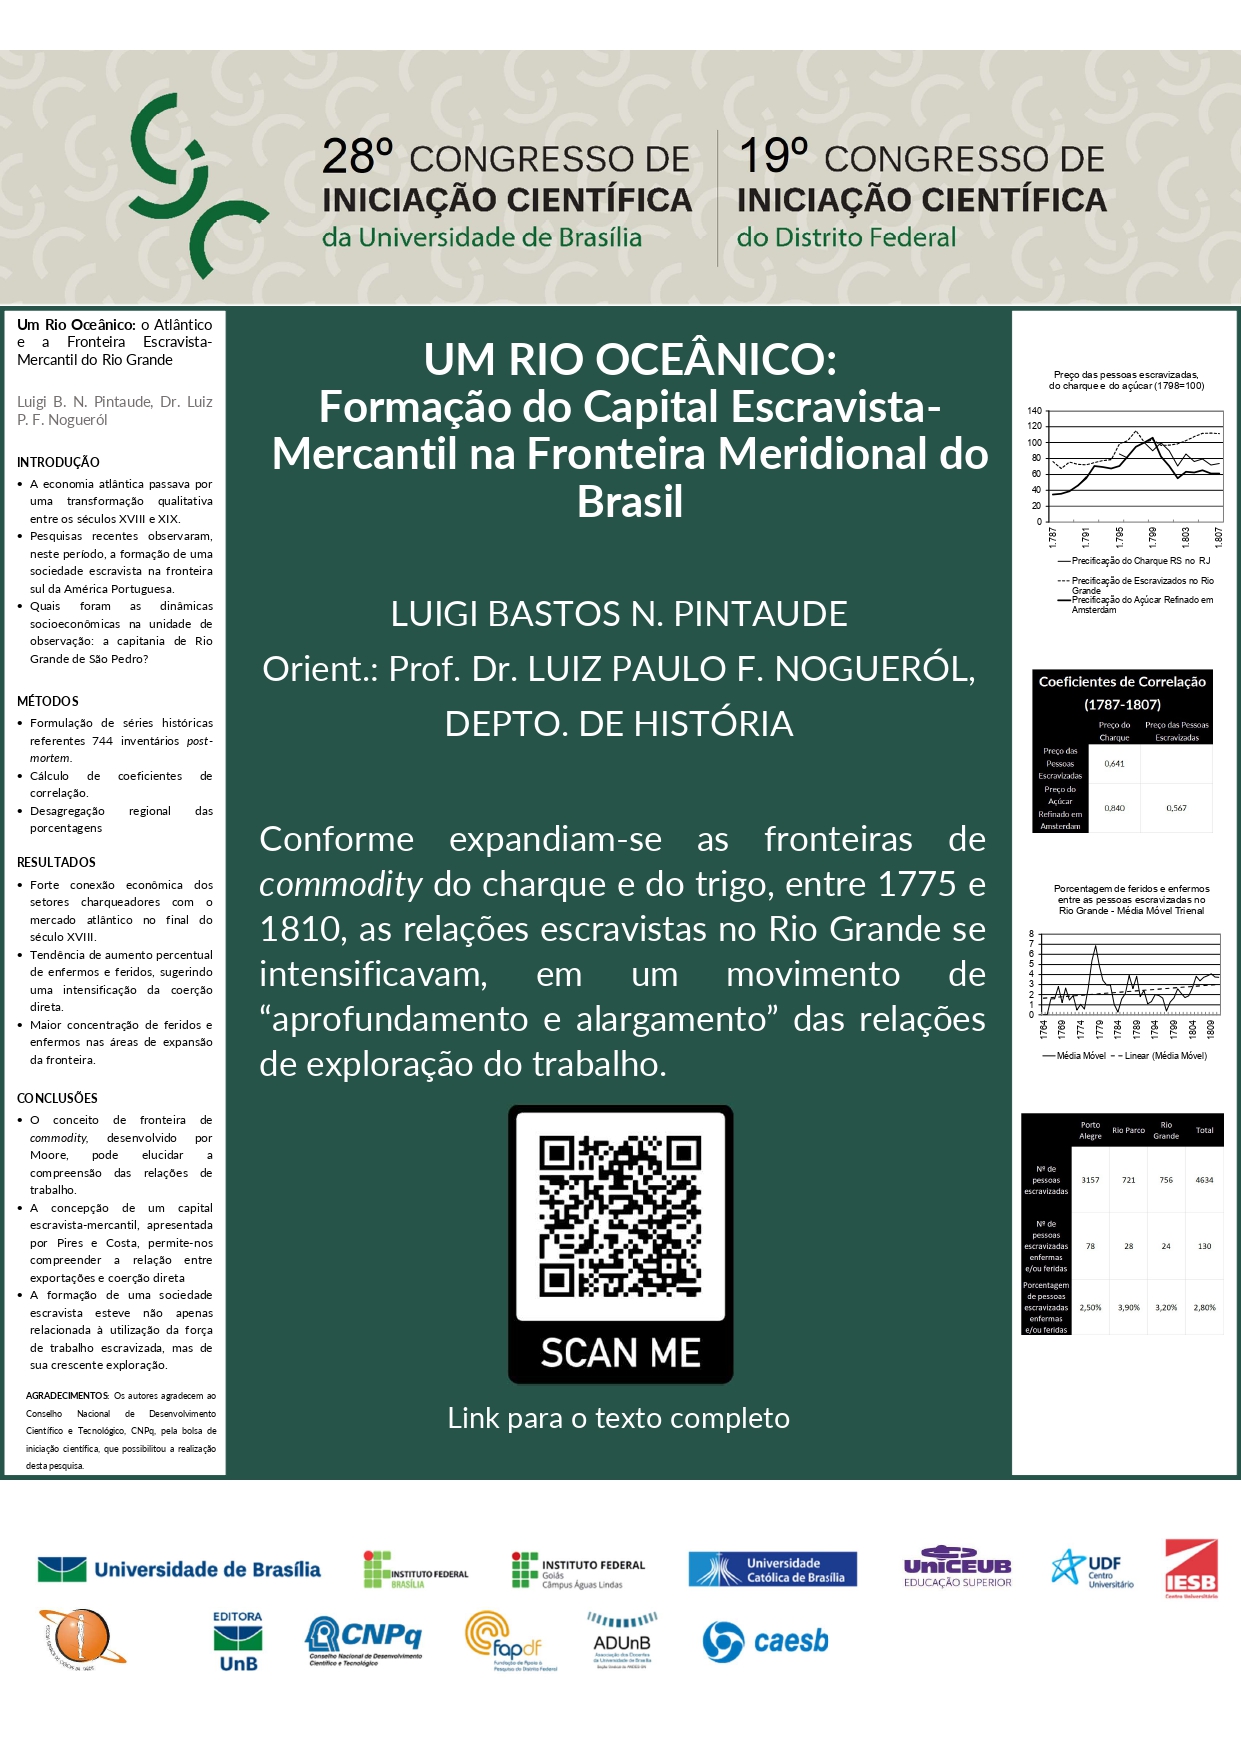 28º CONGRESSO DE
INICIAÇÃO CIENTÍFICA
da Universidade de Brasília
19º CONGRESSO DE
INICIAÇÃO CIENTÍFICA
do Distrito Federal
Um Rio Oceânico: o Atlântico
e a Fronteira Escravista-
Mercantil do Rio Grande
Luigi B. N. Pintaude, Dr. Luiz
P. F. Nogueról
INTRODUÇÃO
• A economia atlântica passava por
uma transformação qualitativa
entre os séculos XVIII e XIX.
• Pesquisas recentes observaram,
neste período, a formação de uma
sociedade escravista na fronteira
sul da América Portuguesa.
• Quais foram as dinâmicas
socioeconômicas na unidade de
observação: a capitania de Rio
Grande de São Pedro?
MÉTODOS
• Formulação de séries históricas
referentes 744 inventários post-
mortem.
• Cálculo de coeficientes de
correlação.
• Desagregação regional das
porcentagens
RESULTADOS
• Forte conexão econômica dos
setores charqueadores com o
mercado atlântico no final do
século XVIII.
• Tendência de aumento percentual
de enfermos e feridos, sugerindo
uma intensificação da coerção
direta.
• Maior concentração de feridos e
enfermos nas áreas de expansão
da fronteira.
CONCLUSÕES
• O conceito de fronteira de
commodity, desenvolvido por
Moore, pode elucidar a
compreensão das relações de
trabalho.
• A concepção de um capital
escravista-mercantil, apresentada
por Pires e Costa, permite-nos
compreender a relação entre
exportações e coerção direta
• A formação de uma sociedade
escravista esteve não apenas
relacionada à utilização da força
de trabalho escravizada, mas de
sua crescente exploração.
AGRADECIMENTOS: Os autores agradecem ao
Conselho Nacional de Desenvolvimento
Científico e Tecnológico, CNPq, pela bolsa de
iniciação científica, que possibilitou a realização
desta pesquisa.
UM RIO OCEÂNICO:
Formação do Capital Escravista-
Mercantil na Fronteira Meridional do
Brasil
LUIGI BASTOS N. PINTAUDE
Orient.: Prof. Dr. LUIZ PAULO F. NOGUERÓL,
DEPTO. DE HISTÓRIA
Conforme expandiam-se as fronteiras de
commodity do charque e do trigo, entre 1775 e
1810, as relações escravistas no Rio Grande se
intensificavam, em um movimento de
“aprofundamento e alargamento” das relações
de exploração do trabalho.
SCAN ME
Link para o texto completo
Preço das pessoas escravizadas,
do charque e do açúcar (1798=100)
140
120
100
80
60
40
20
0
1.787 1.791 1.795 1.799 1.803 1.807
Precificação do Charque RS no RJ
Precificação de Escravizados no Rio
Grande
Precificação do Açúcar Refinado em
Amsterdam
Coeficientes de Correlação
(1787-1807)
Preço do
Charque
Preço das Pessoas
Escravizadas
Preço das
Pessoas
Escravizadas
0,641
Preço do
Açúcar
Refinado em
Amsterdam
0,840 0,567
Porcentagem de feridos e enfermos
entre as pessoas escravizadas no
Rio Grande - Média Móvel Trienal
8
7
6
5
4
3
2
1
0
1764 1769 1774 1779 1784 1789 1794 1799 1804 1809
Média Móvel Linear (Média Móvel)
Porto
Alegre
Rio Parco
Rio
Grande
Total
Nº de
pessoas
escravizadas
3157 721 756 4634
Nº de
pessoas
escravizadas
enfermas
e/ou feridas
78 28 24 130
Porcentagem
de pessoas
escravizadas
enfermas
e/ou feridas
2,50% 3,90% 3,20% 2,80%
Universidade de Brasília
INSTITUTO FEDERAL
BRASÍLIA
INSTITUTO FEDERAL
Goiás
Câmpus Águas Lindas
Universidade
Católica de Brasília
UniCEUB
EDUCAÇÃO SUPERIOR
UDF
Centro
Universitário
IESB
Centro Universitário
EDITORA
UnB
CNPq
Conselho Nacional de Desenvolvimento
Científico e Tecnológico
fapdf
Fundação de Apoio à
Pesquisa do Distrito Federal
ADUnB
Associação dos Docentes
da Universidade de Brasília
caesb